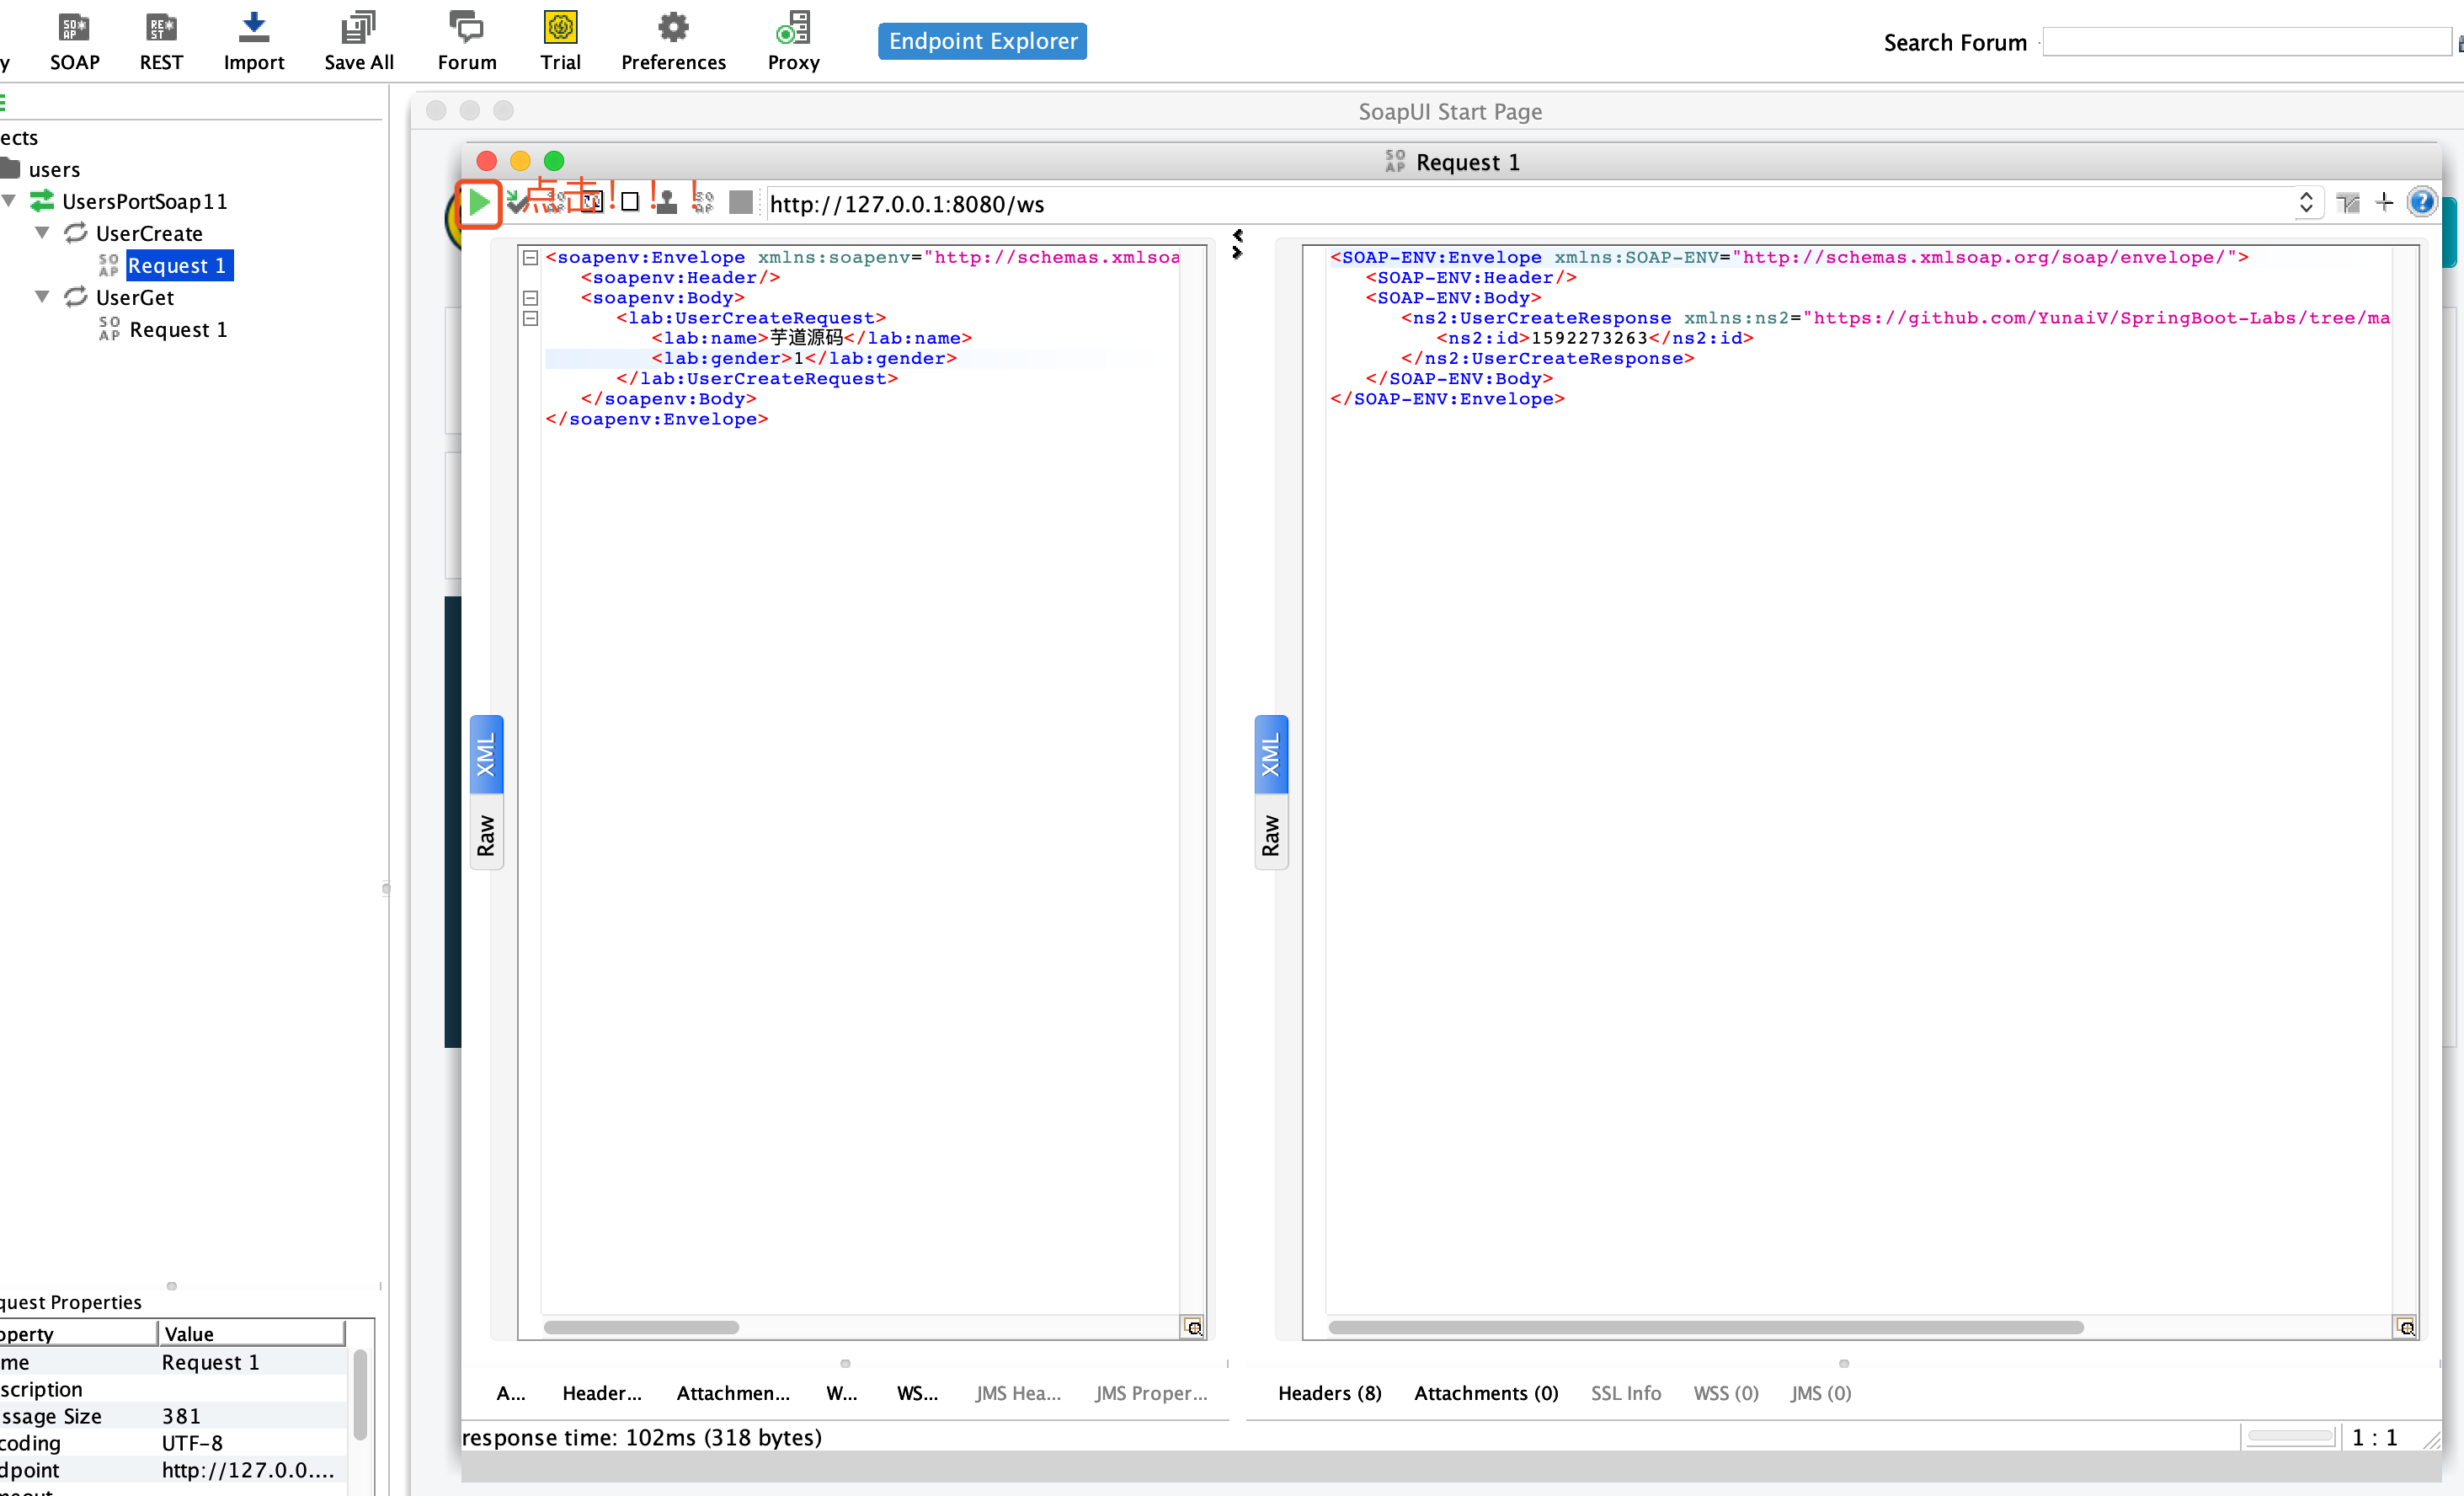 SOAP
REST
Import
Save All
Forum
Trial
Preferences
Proxy
Endpoint Explorer
Search Forum
ects
users
UsersPortSoap11
UserCreate
Request 1
UserGet
Request 1
SoapUI Start Page
Request 1
点击！！！
http://127.0.0.1:8080/ws
<soapenv:Envelope xmlns:soapenv="http://schemas.xmlsoa
<soapenv:Header/>
<soapenv:Body>
<lab:UserCreateRequest>
<lab:name>芋道源码</lab:name>
<lab:gender>1</lab:gender>
</lab:UserCreateRequest>
</soapenv:Body>
</soapenv:Envelope>
XML
Raw
<SOAP-ENV:Envelope xmlns:SOAP-ENV="http://schemas.xmlsoap.org/soap/envelope/">
<SOAP-ENV:Header/>
<SOAP-ENV:Body>
<ns2:UserCreateResponse xmlns:ns2="https://github.com/YunaiV/SpringBoot-Labs/tree/ma
<ns2:id>1592273263</ns2:id>
</ns2:UserCreateResponse>
</SOAP-ENV:Body>
</SOAP-ENV:Envelope>
XML
Raw
quest Properties
operty Value
me Request 1
scription
ssage Size 381
coding UTF-8
dpoint http://127.0.0....
A... Header... Attachmen... W... WS... JMS Hea... JMS Proper...
Headers (8) Attachments (0) SSL Info WSS (0) JMS (0)
response time: 102ms (318 bytes)
1 : 1